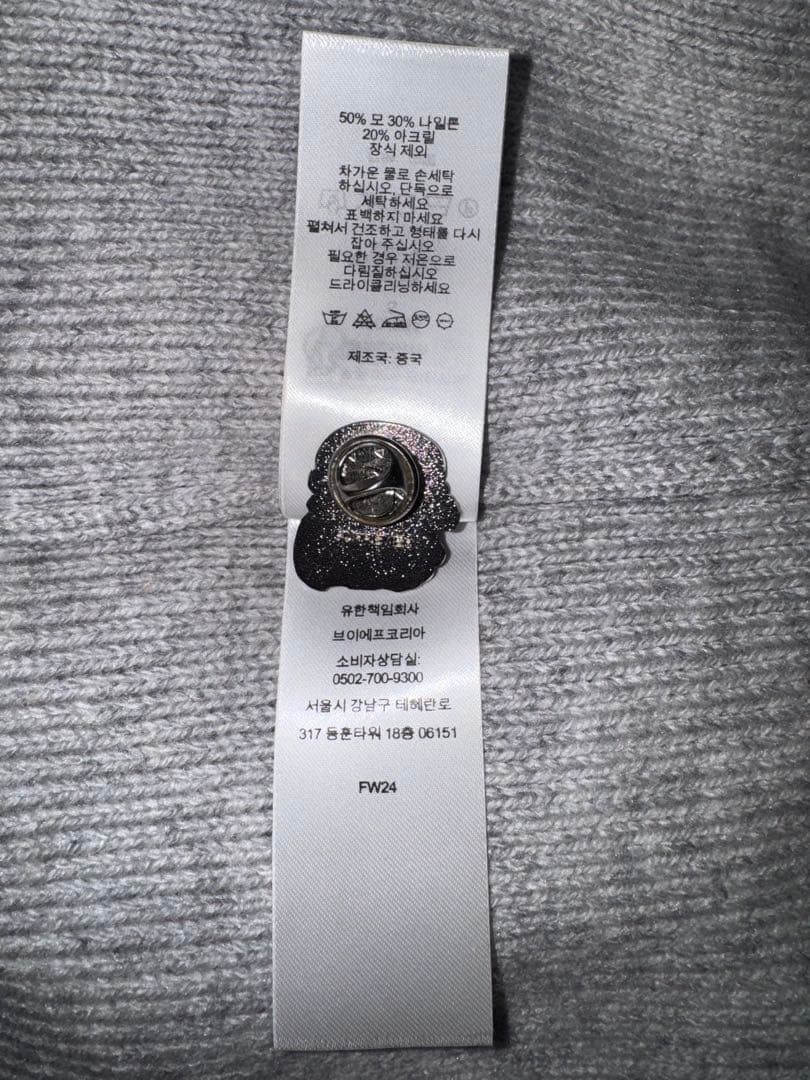 50% 모 30% 나일론
20% 아크릴
장식 제외
차가운 물로 손세탁
하십시오, 단독으로
세탁하세요
표백하지 마세요
펼쳐서 건조하고 형태를 다시
잡아 주십시오
필요한 경우 저온으로
다림질하십시오
드라이클리닝하세요
제조국: 중국
유한책임회사
브이에프코리아
소비자상담실:
0502-700-9300
서울시 강남구 테헤란로
317 동훈타워 18층 06151
FW24